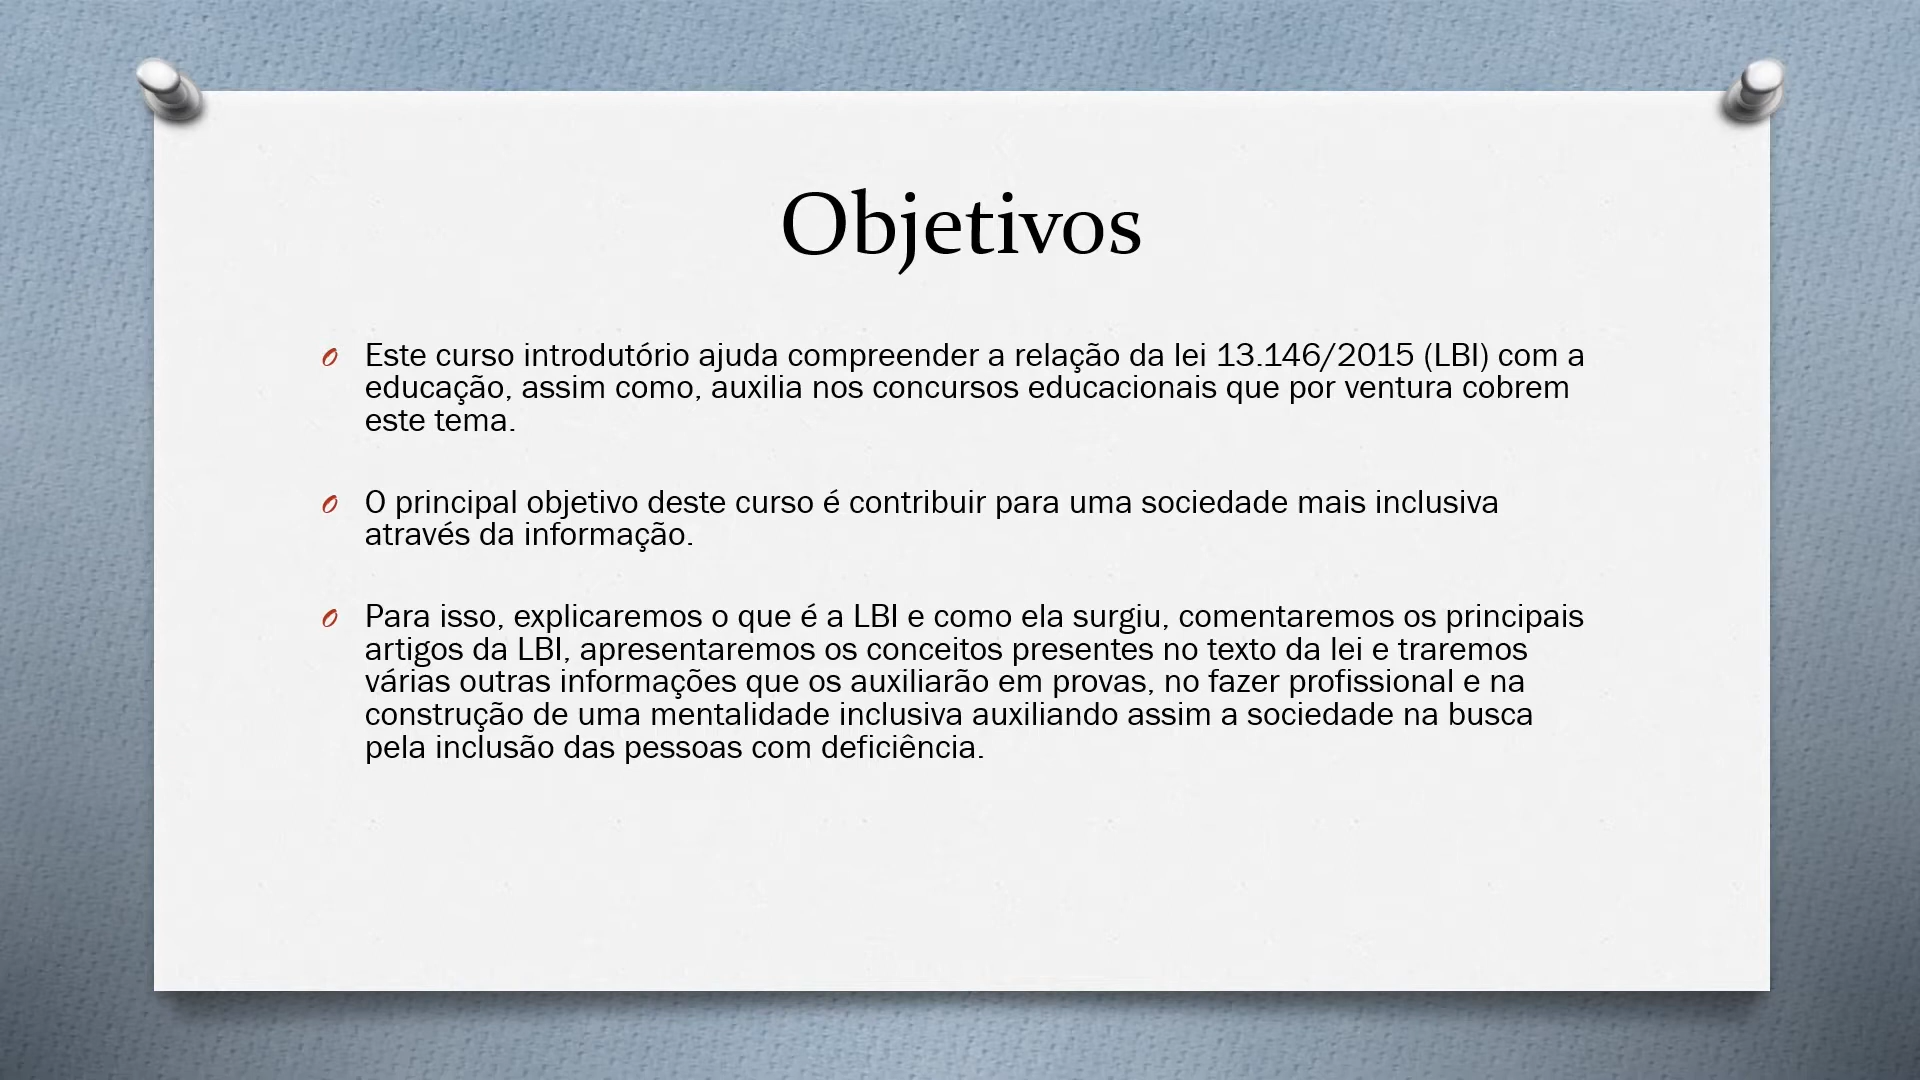 Objetivos
Este curso introdutório ajuda compreender a relação da lei 13.146/2015 (LBI) com a
educação, assim como, auxilia nos concursos educacionais que por ventura cobrem
este tema.
O principal objetivo deste curso é contribuir para uma sociedade mais inclusiva
através da informação.
Para isso, explicaremos o que é a LBI e como ela surgiu, comentaremos os principais
artigos da LBI, apresentaremos os conceitos presentes no texto da lei e traremos
várias outras informações que os auxiliarão em provas, no fazer profissional e na
construção de uma mentalidade inclusiva auxiliando assim a sociedade na busca
pela inclusão das pessoas com deficiência.